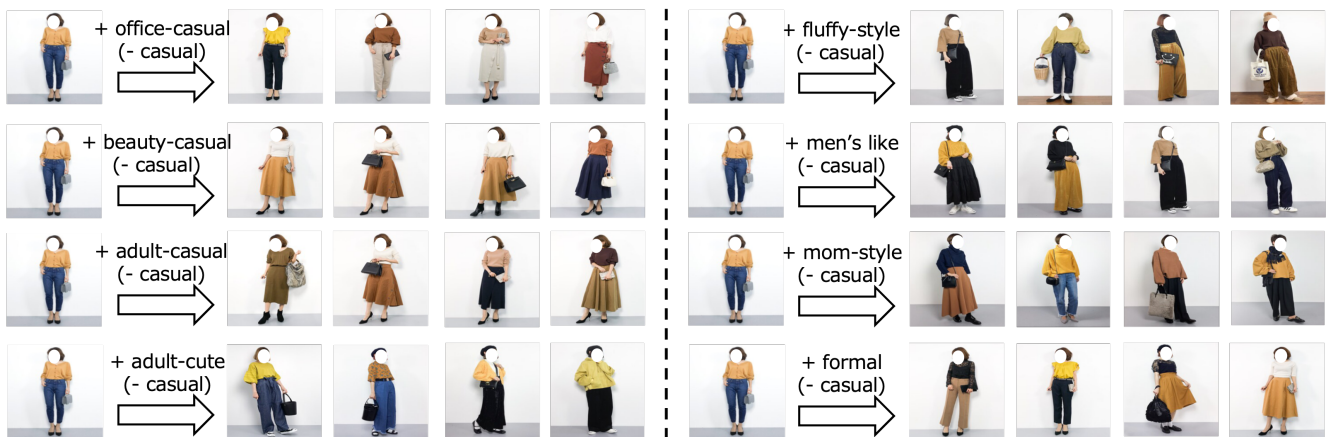 + office-casual
(- casual)
+ beauty-casual
(- casual)
+ adult-casual
(- casual)
+ adult-cute
(- casual)
+ fluffy-style
(- casual)
+ men's like
(- casual)
+ mom-style
(- casual)
+ formal
(- casual)